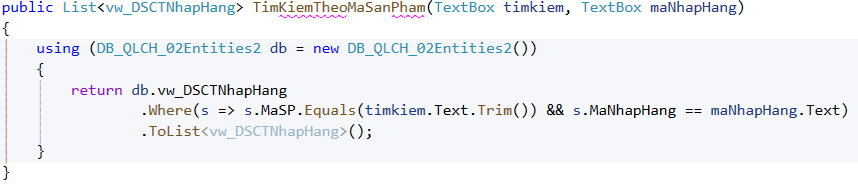 public List<vw_DSCTNhapHang> TimKiemTheoMaSanPham(TextBox timkiem, TextBox maNhapHang)
{
using (DB_QLCH_02Entities2 db = new DB_QLCH_02Entities2())
{
return db.vw_DSCTNhapHang
.Where(s => s.MaSP.Equals(timkiem.Text.Trim()) && s.MaNhapHang == maNhapHang.Text)
.ToList<vw_DSCTNhapHang>();
}
}